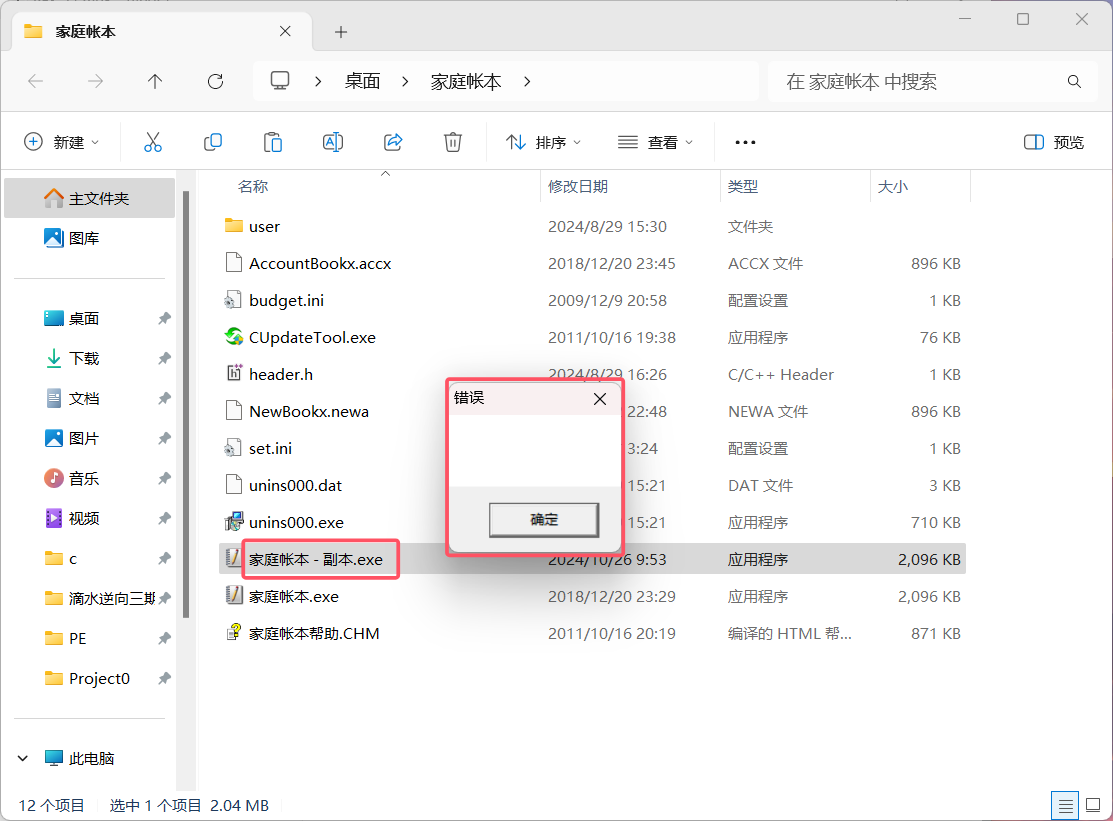 家庭帐本
桌面 家庭帐本
在 家庭帐本 中搜索
新建 排序 查看 预览
主文件夹
图库
桌面
下载
文档
图片
音乐
视频
c
滴水逆向三期
PE
Project0
此电脑
名称 修改日期 类型 大小
user 2024/8/29 15:30 文件夹
AccountBookx.accx 2018/12/20 23:45 ACCX 文件 896 KB
budget.ini 2009/12/9 20:58 配置设置 1 KB
CUpdateTool.exe 2011/10/16 19:38 应用程序 76 KB
header.h 2024/8/29 16:26 C/C++ Header 1 KB
NewBookx.newa 22:48 NEWA 文件 896 KB
set.ini 3:24 配置设置 1 KB
unins000.dat 15:21 DAT 文件 3 KB
unins000.exe 15:21 应用程序 710 KB
家庭帐本 - 副本.exe 2024/10/26 9:53 应用程序 2,096 KB
家庭帐本.exe 2018/12/20 23:29 应用程序 2,096 KB
家庭帐本帮助.CHM 2011/10/16 20:19 编译的 HTML 帮... 871 KB
错误
确定
12 个项目 选中 1 个项目 2.04 MB